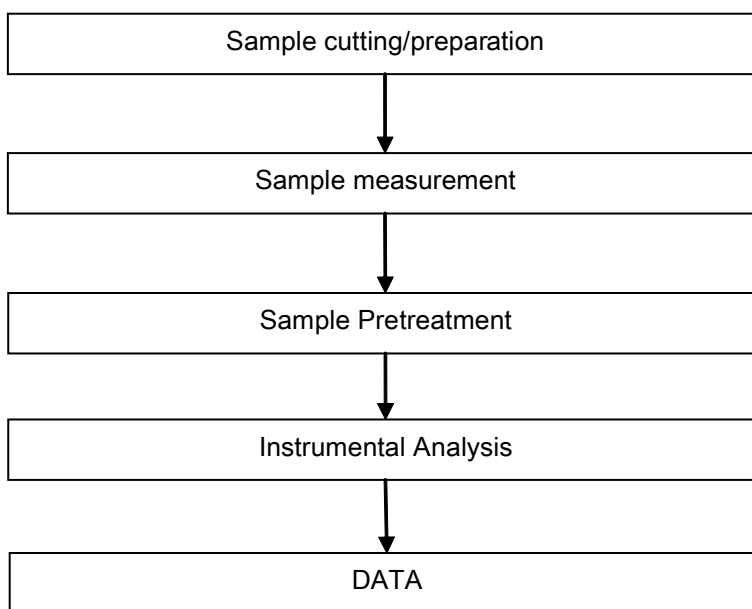 Sample cutting/preparation
Sample measurement
Sample Pretreatment
Instrumental Analysis
DATA